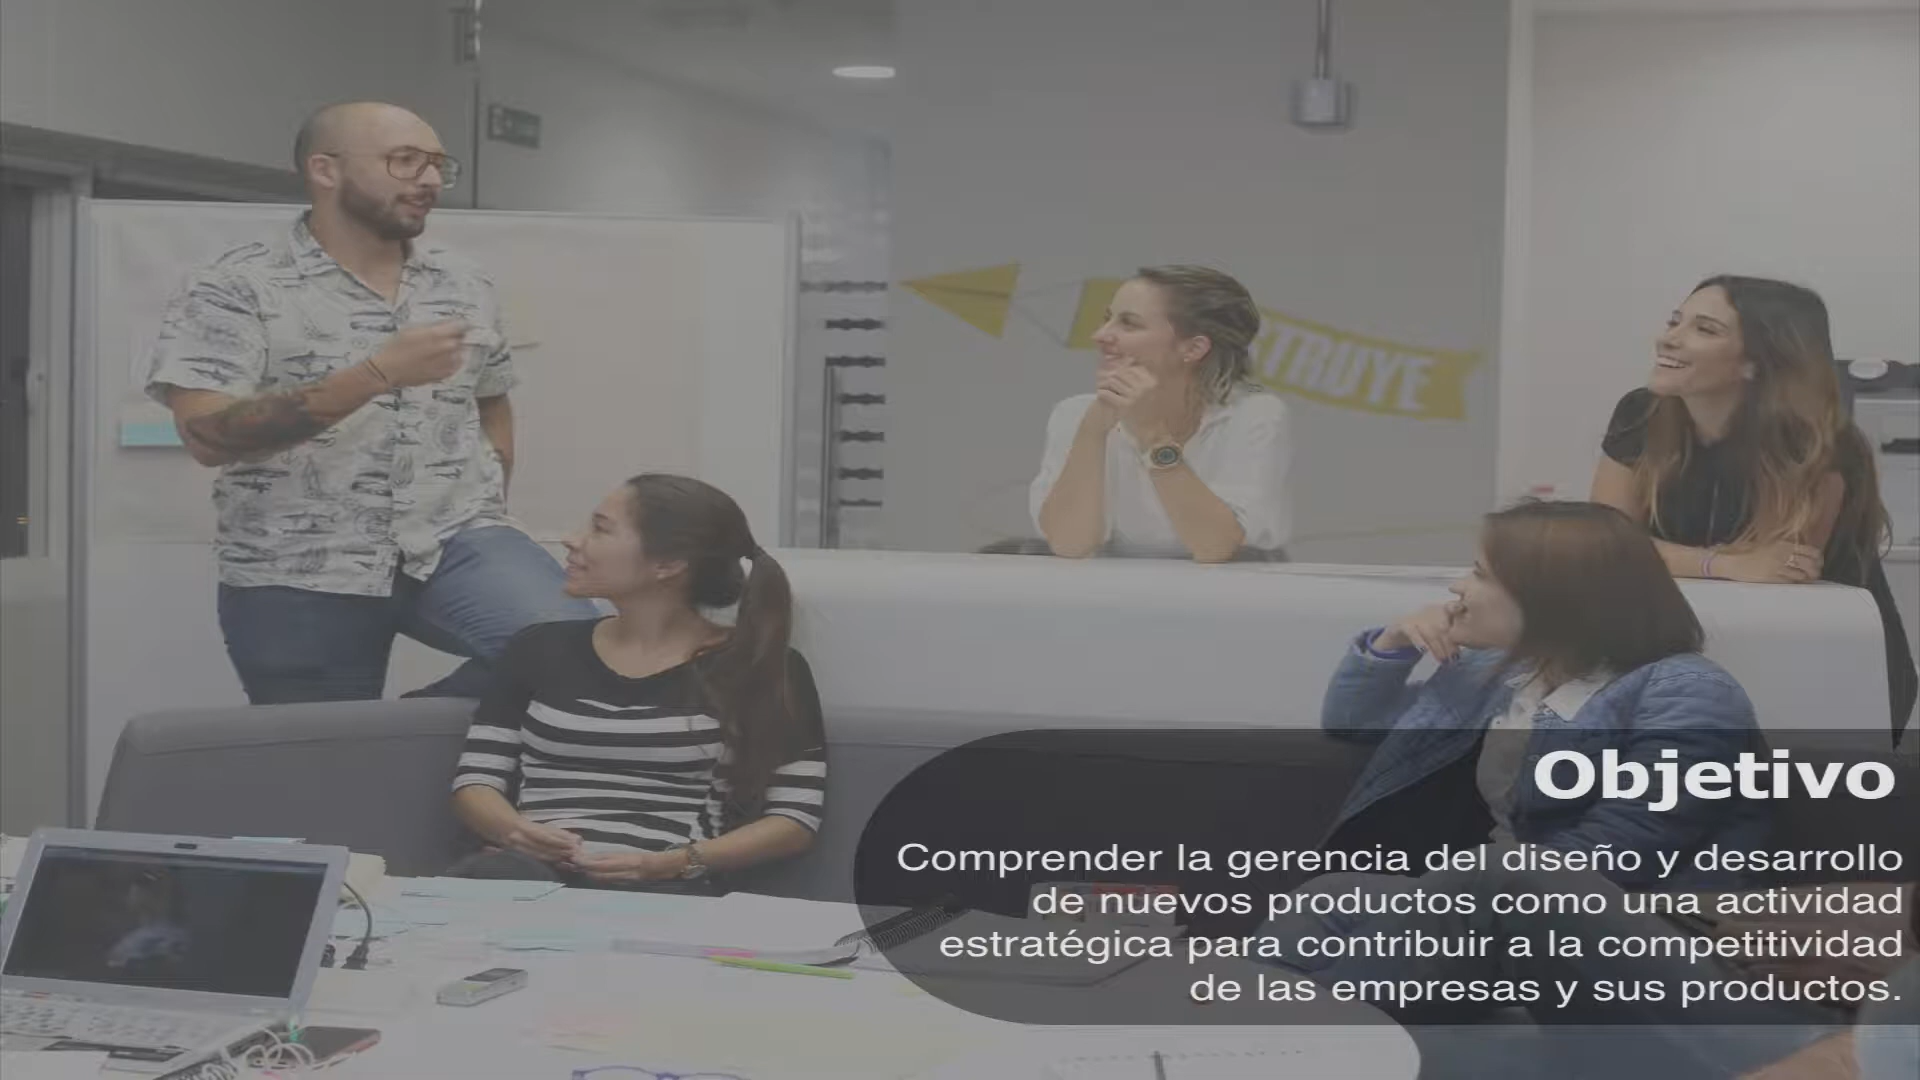 TRUYE
Objetivo
Comprender la gerencia del diseño y desarrollo
de nuevos productos como una actividad
estratégica para contribuir a la competitividad
de las empresas y sus productos.